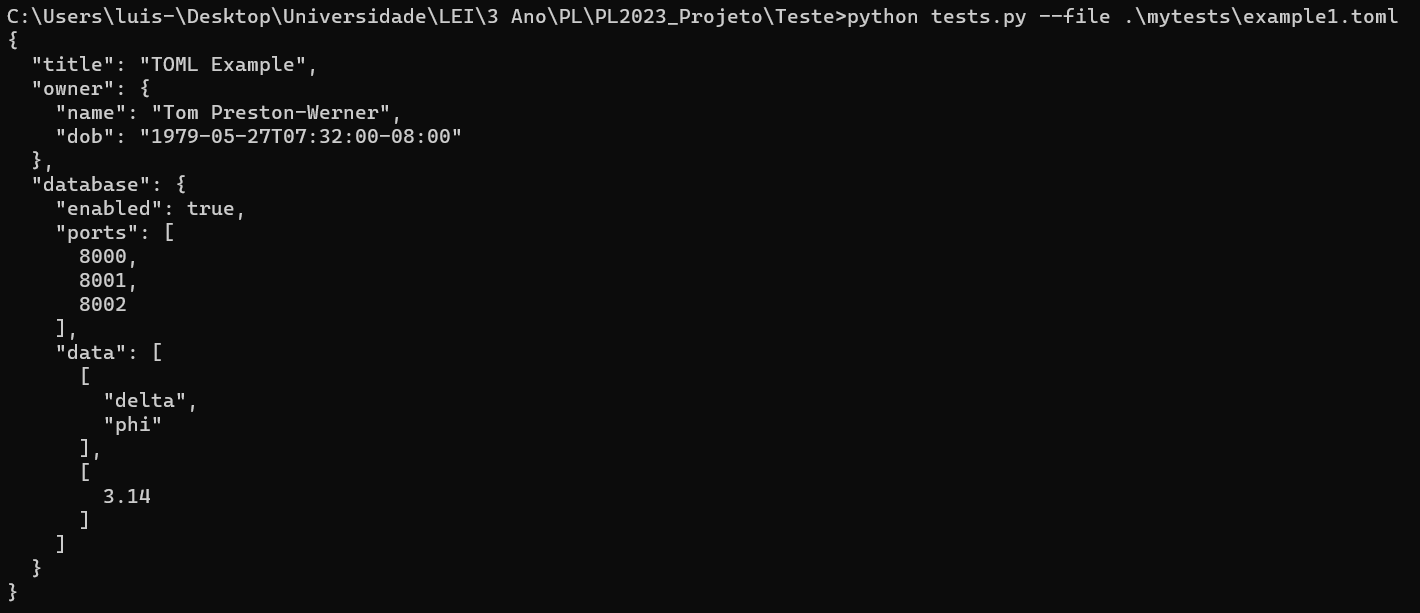 C:\Users\luis-\Desktop\Universidade\LEI\3 Ano\PL\PL2023_Projeto\Teste>python tests.py --file .\mytests\example1.toml
{
  "title": "TOML Example",
  "owner": {
    "name": "Tom Preston-Werner",
    "dob": "1979-05-27T07:32:00-08:00"
  },
  "database": {
    "enabled": true,
    "ports": [
      8000,
      8001,
      8002
    ],
    "data": [
      [
        "delta",
        "phi"
      ],
      [
        3.14
      ]
    ]
  }
}